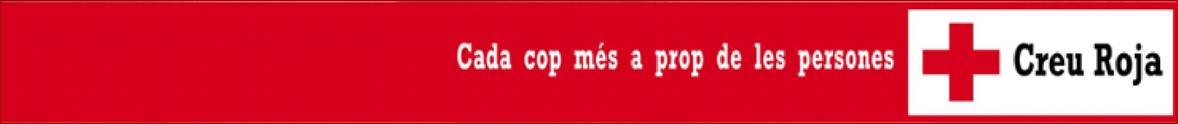 Cada cop més a prop de les persones
Creu Roja